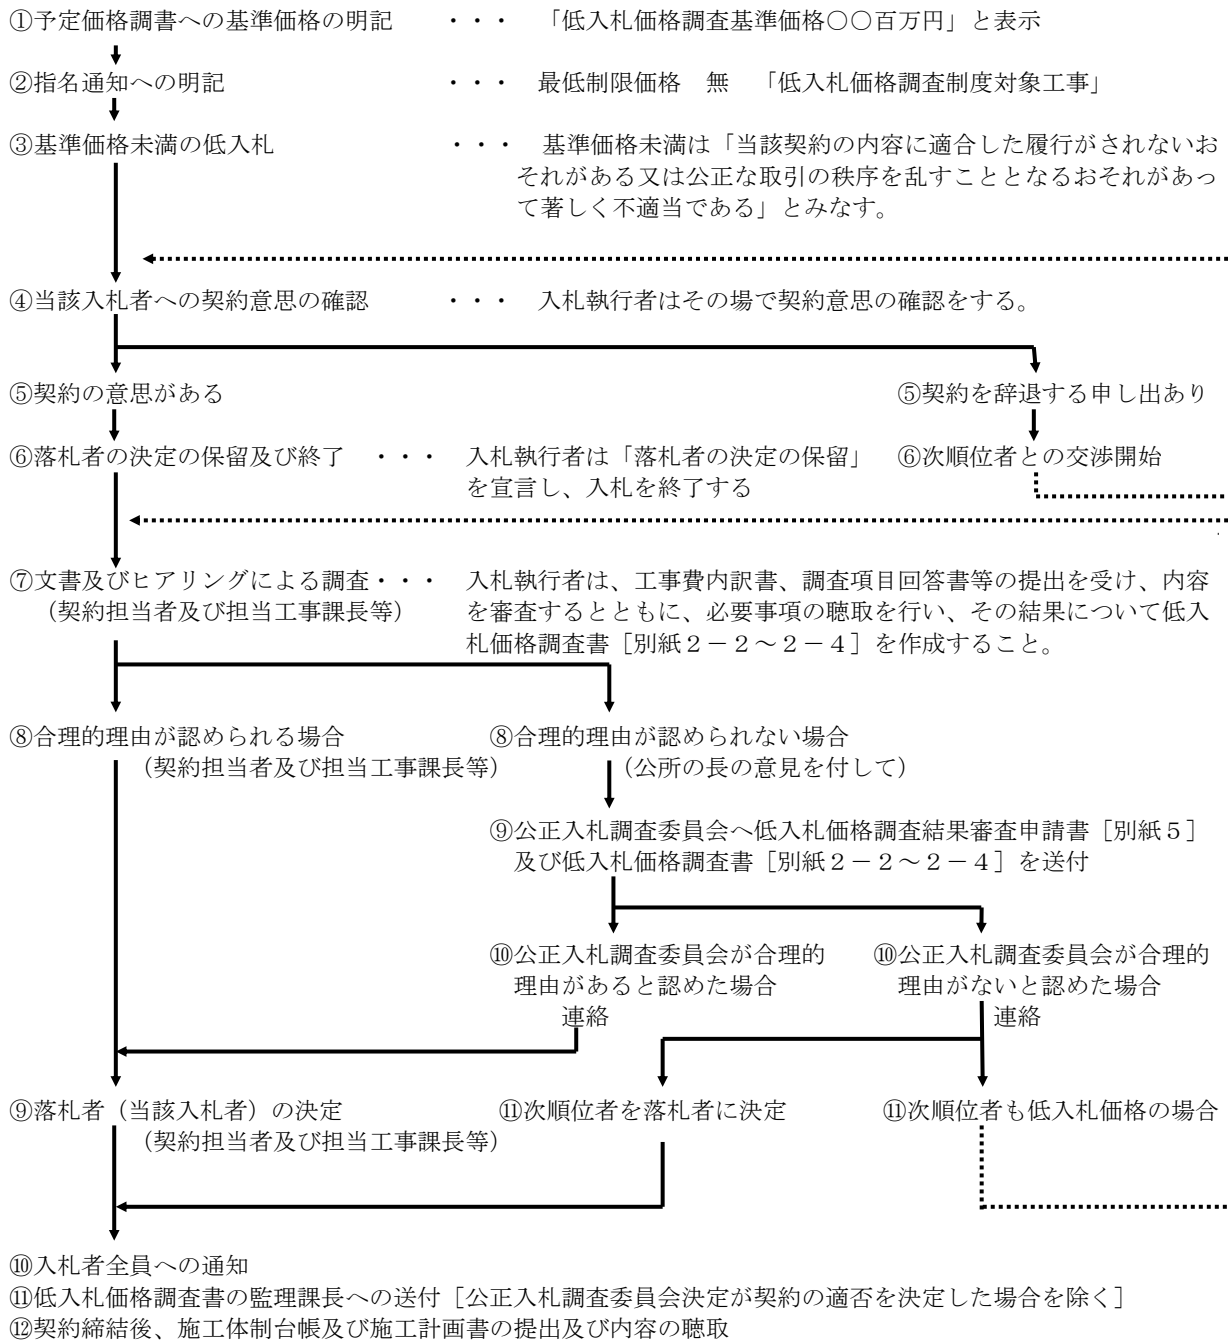 ①予定価格調書への基準価格の明記　・・・　「低入札価格調査基準価格〇〇百万円」と表示
②指名通知への明記　・・・　最低制限価格　無　「低入札価格調査制度対象工事」
③基準価格未満の低入札　・・・　基準価格未満は「当該契約の内容に適合した履行がされないお
それがある又は公正な取引の秩序を乱すこととなるおそれがあっ
て著しく不適当である」とみなす。
④当該入札者への契約意思の確認　・・・　入札執行者はその場で契約意思の確認をする。
⑤契約の意思がある　⑤契約を辞退する申し出あり
⑥落札者の決定の保留及び終了　・・・　入札執行者は「落札者の決定の保留」　⑥次順位者との交渉開始
を宣言し、入札を終了する
⑦文書及びヒアリングによる調査・・・　入札執行者は、工事費内訳書、調査項目回答書等の提出を受け、内容
（契約担当者及び担当工事課長等）　を審査するとともに、必要事項の聴取を行い、その結果について低入
札価格調査書［別紙２－２～２－４］を作成すること。
⑧合理的理由が認められる場合　⑧合理的理由が認められない場合
（契約担当者及び担当工事課長等）　（公所の長の意見を付して）
⑨公正入札調査委員会へ低入札価格調査結果審査申請書［別紙５］
及び低入札価格調査書［別紙２－２～２－４］を送付
⑩公正入札調査委員会が合理的　⑩公正入札調査委員会が合理的
理由があると認めた場合　理由がないと認めた場合
連絡　連絡
⑨落札者（当該入札者）の決定　⑪次順位者を落札者に決定　⑪次順位者も低入札価格の場合
（契約担当者及び担当工事課長等）
⑩入札者全員への通知
⑪低入札価格調査書の監理課長への送付［公正入札調査委員会決定が契約の適否を決定した場合を除く］
⑫契約締結後、施工体制台帳及び施工計画書の提出及び内容の聴取